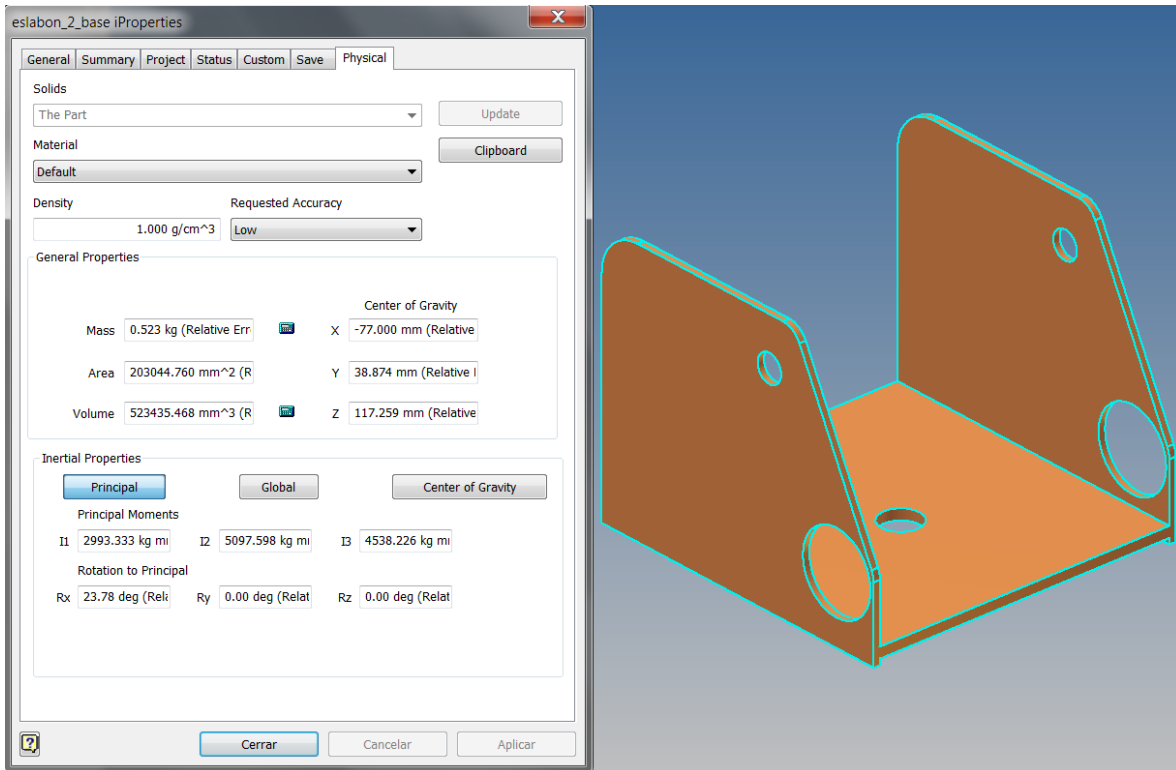 eslabon_2_base iProperties
General Summary Project Status Custom Save Physical
Solids
The Part
Update
Material
Clipboard
Default
Density Requested Accuracy
1.000 g/cm^3 Low
General Properties
Center of Gravity
Mass 0.523 kg (Relative Err X -77.000 mm (Relative
Area 203044.760 mm^2 (R Y 38.874 mm (Relative
Volume 523435.468 mm^3 (R Z 117.259 mm (Relative
Inertial Properties
Principal Global Center of Gravity
Principal Moments
I1 2993.333 kg I2 5097.598 kg I3 4538.226 kg
Rotation to Principal
Rx 23.78 deg (Rela Ry 0.00 deg (Relat Rz 0.00 deg (Relat
Cerrar Cancelar Aplicar